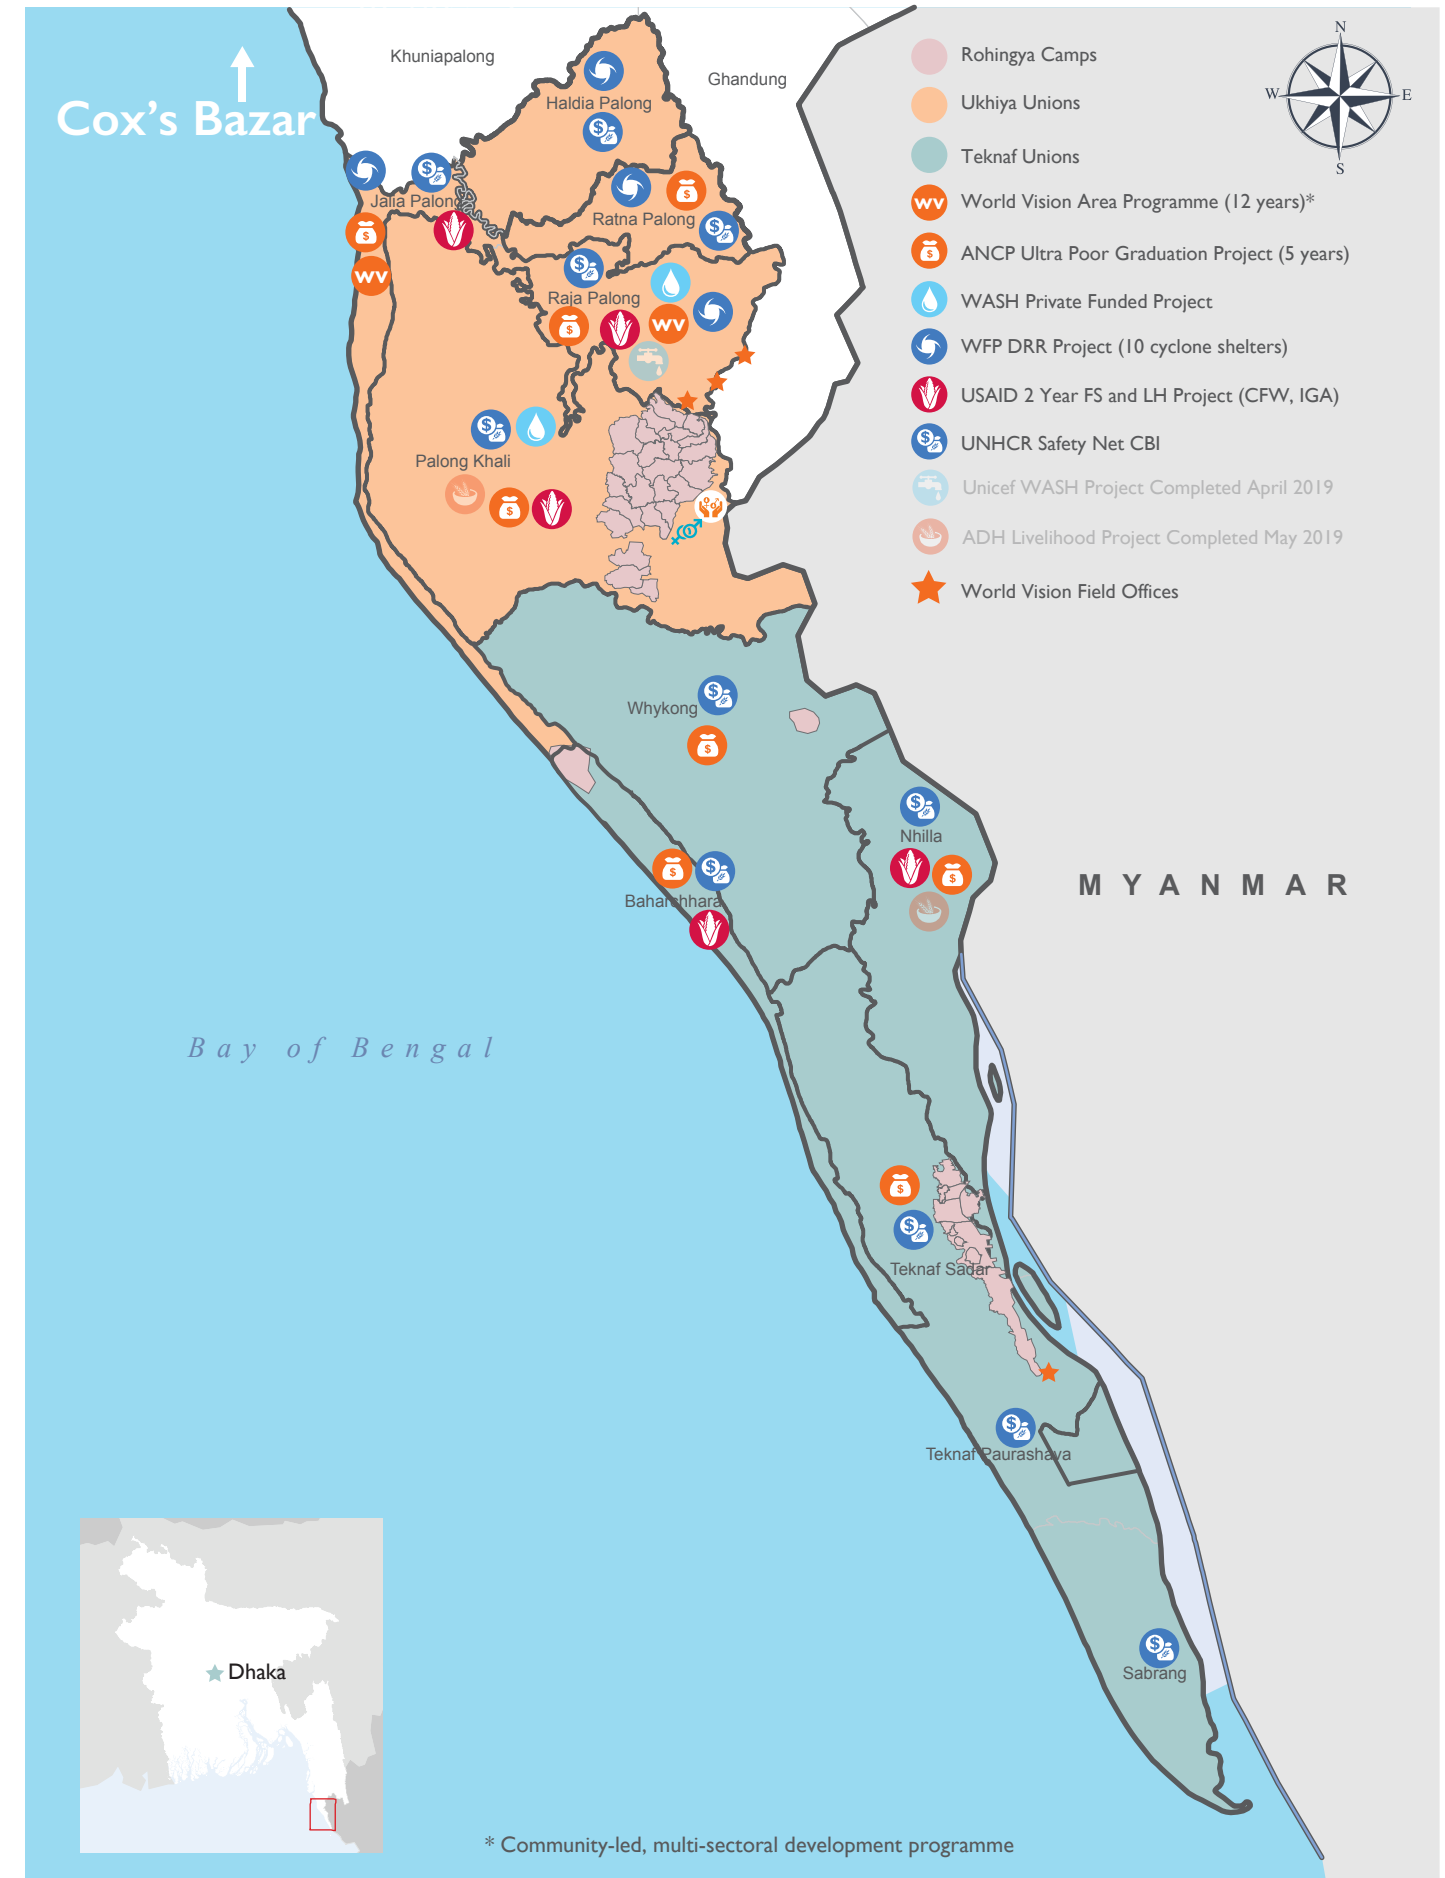 Khuniapalong
Ghandung
Cox's Bazar
Haldia Palong
Jalia Palong
Ratna Palong
Raja Palong
Palong Khali
Whykong
Nhilla
Baharchhara
Teknaf Sadar
Teknaf Paurashava
Sabrang
N
W
E
S
Rohingya Camps
Ukhiya Unions
Teknaf Unions
wv World Vision Area Programme (12 years)*
$ ANCP Ultra Poor Graduation Project (5 years)
WASH Private Funded Project
WFP DRR Project (10 cyclone shelters)
USAID 2 Year FS and LH Project (CFW, IGA)
$ UNHCR Safety Net CBI
Unicef WASH Project Completed April 2019
ADH Livelihood Project Completed May 2019
World Vision Field Offices
wv
wv
MYANMAR
Bay of Bengal
Dhaka
* Community-led, multi-sectoral development programme